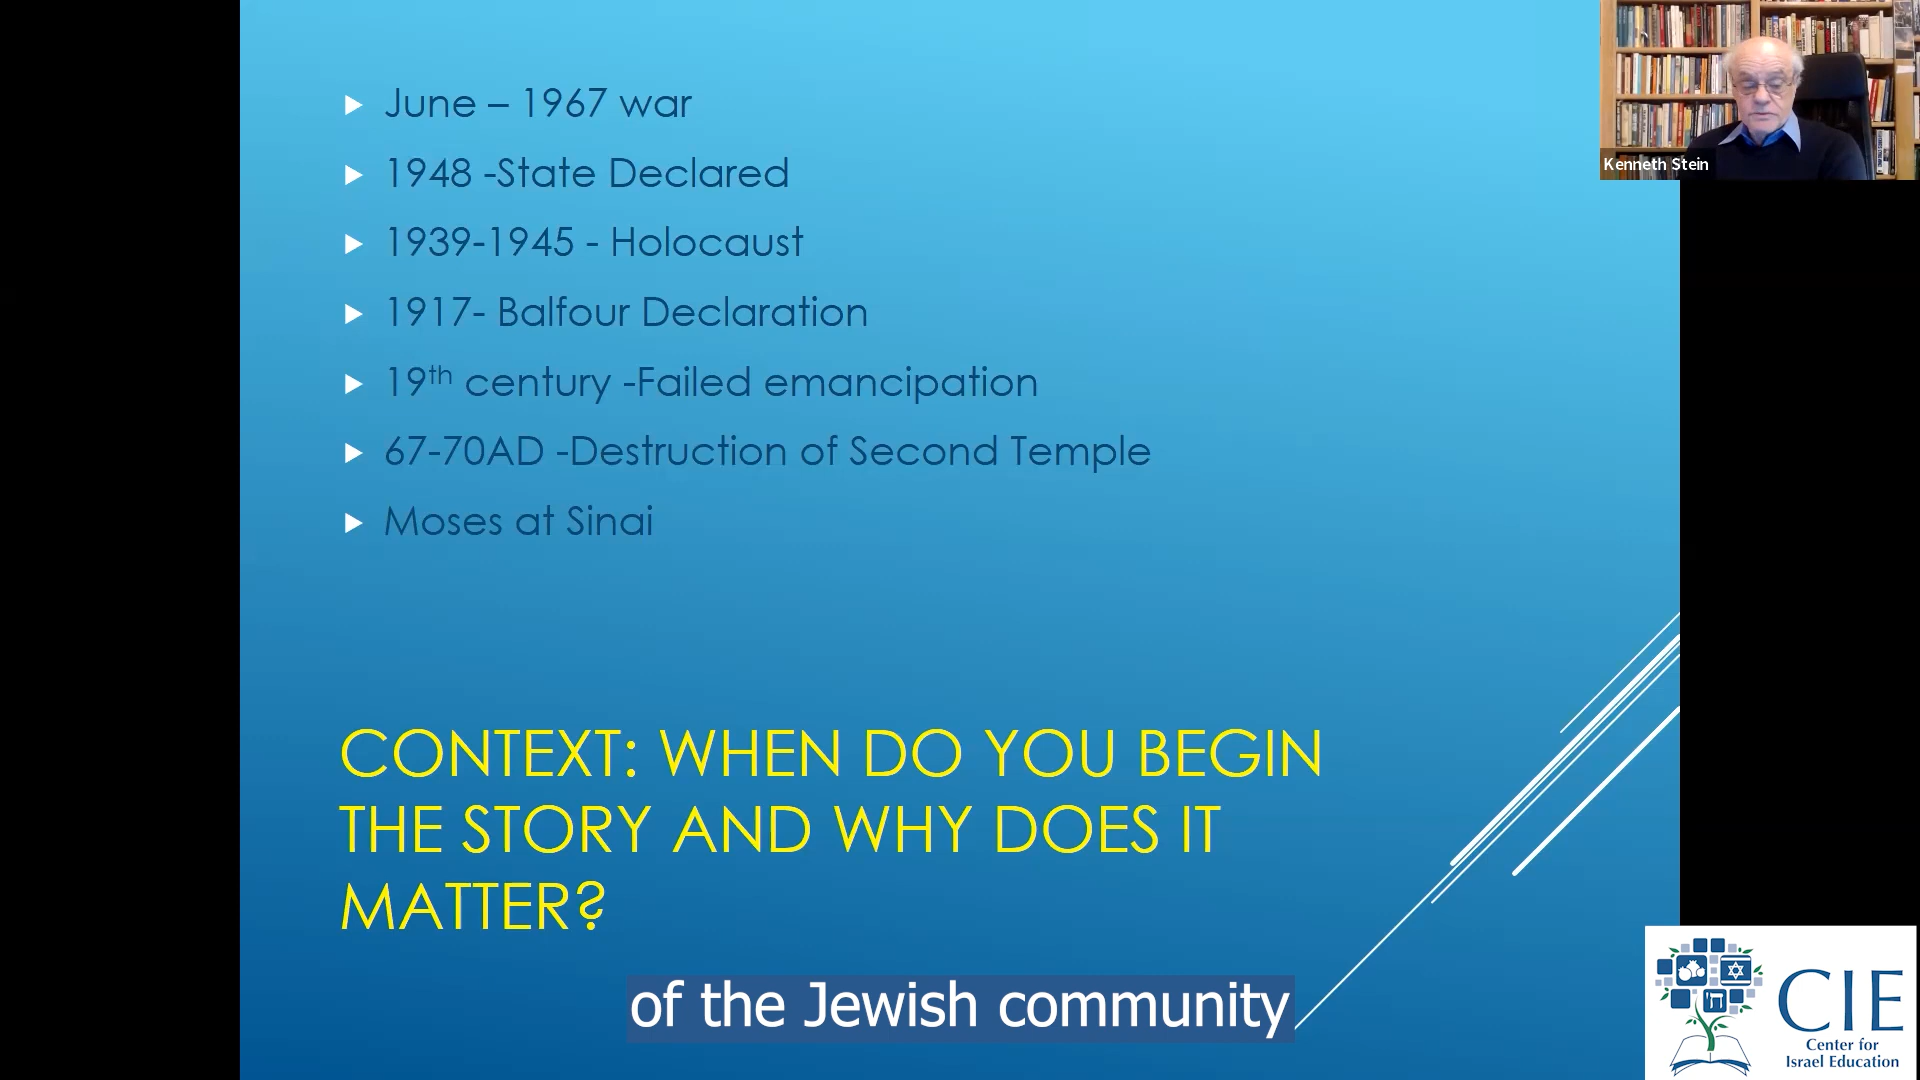 June – 1967 war
1948 -State Declared
1939-1945 - Holocaust
1917- Balfour Declaration
19th century -Failed emancipation
67-70AD -Destruction of Second Temple
Moses at Sinai
CONTEXT: WHEN DO YOU BEGIN
THE STORY AND WHY DOES IT
MATTER?
of the Jewish community
Kenneth Stein
CIE
Center for
Israel Education